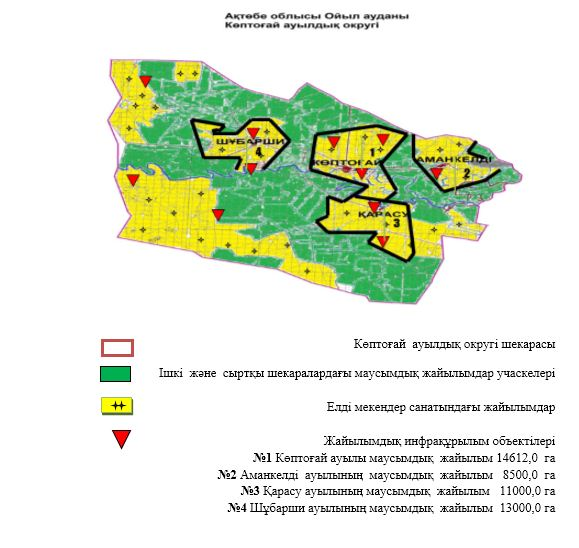 Ақтөбе облысы Ойыл ауданы
Көптоғай ауылдық округі
ШҰБАРШИ
4
1
КӨПТОҒАЙ
АМАНКЕЛДІ
2
ҚАРАСУ
3
Көптоғай ауылдық округі шекарасы
Ішкі және сыртқы шекаралардағы маусымдық жайылымдар учаскелері
Елді мекендер санатындағы жайылымдар
Жайылымдық инфрақұрылым объектілері
№1 Көптоғай ауылы маусымдық жайылым 14612,0 га
№2 Аманкелді ауылының маусымдық жайылым 8500,0 га
№3 Қарасу ауылының маусымдық жайылым 11000,0 га
№4 Шұбарши ауылының маусымдық жайылым 13000,0 га